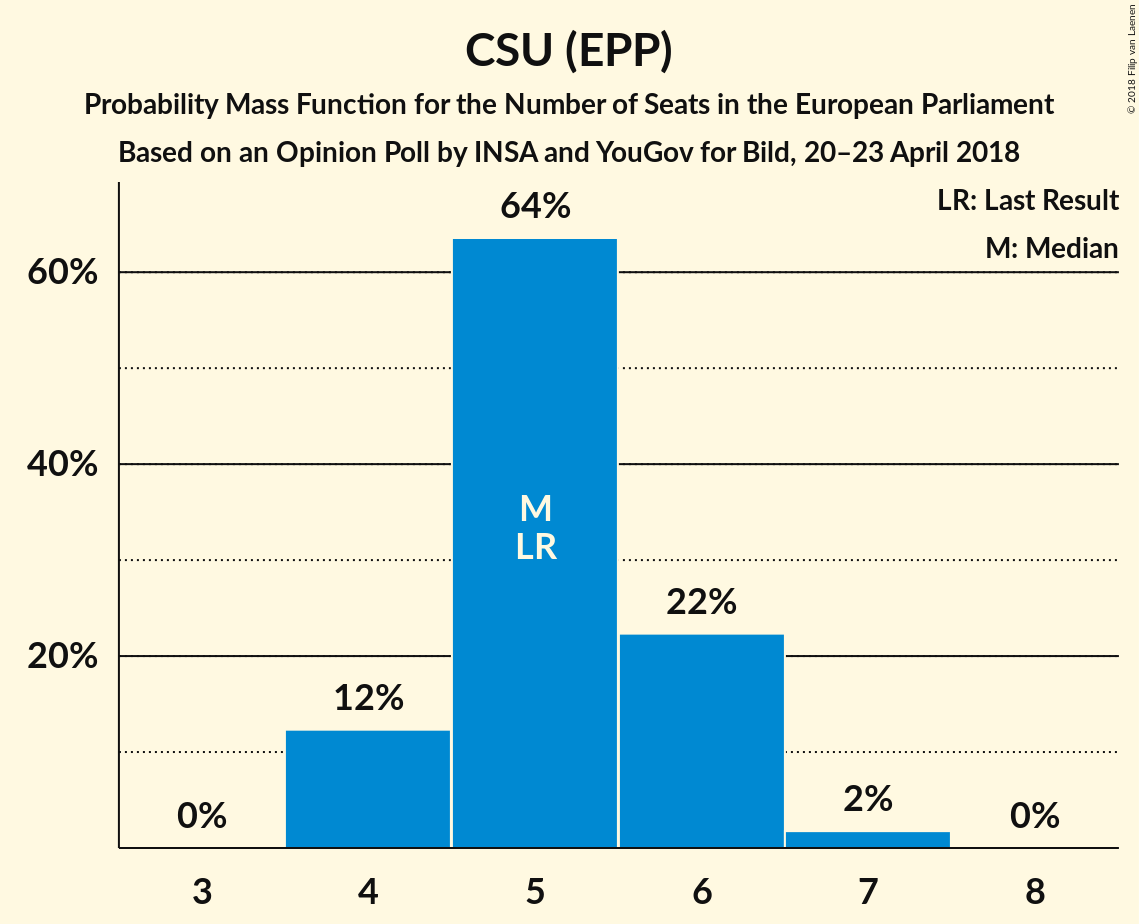 CSU (EPP)
Probability Mass Function for the Number of Seats in the European Parliament
Based on an Opinion Poll by INSA and YouGov for Bild, 20–23 April 2018
© 2018 Filip van Laenen
LR: Last Result
M: Median
64%
60%
40%
M
LR
22%
20%
12%
2%
0%
0%
3 4 5 6 7 8